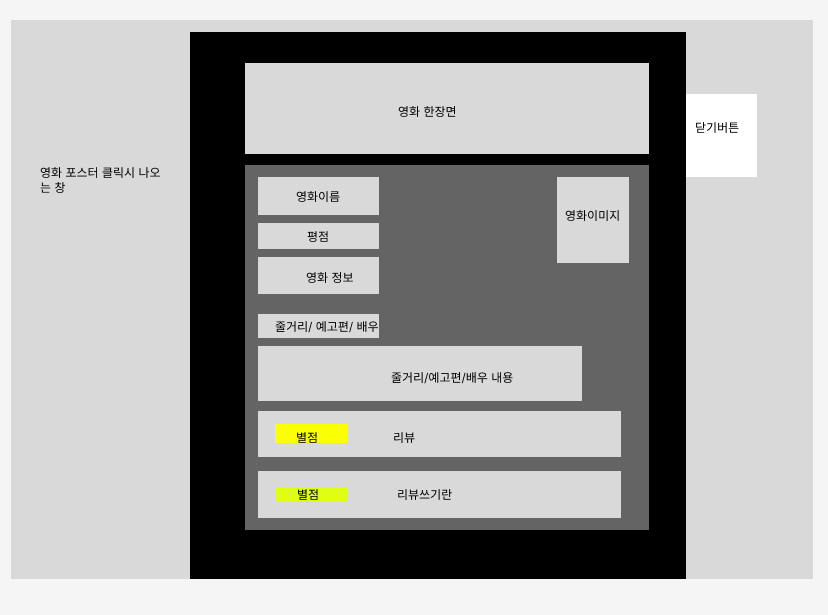 영화 한장면
닫기버튼
영화 포스터 클릭시 나오
는 창
영화이름
영화이미지
평점
영화 정보
줄거리/ 예고편/ 배우
줄거리/예고편/배우 내용
별점 리뷰
별점 리뷰쓰기란